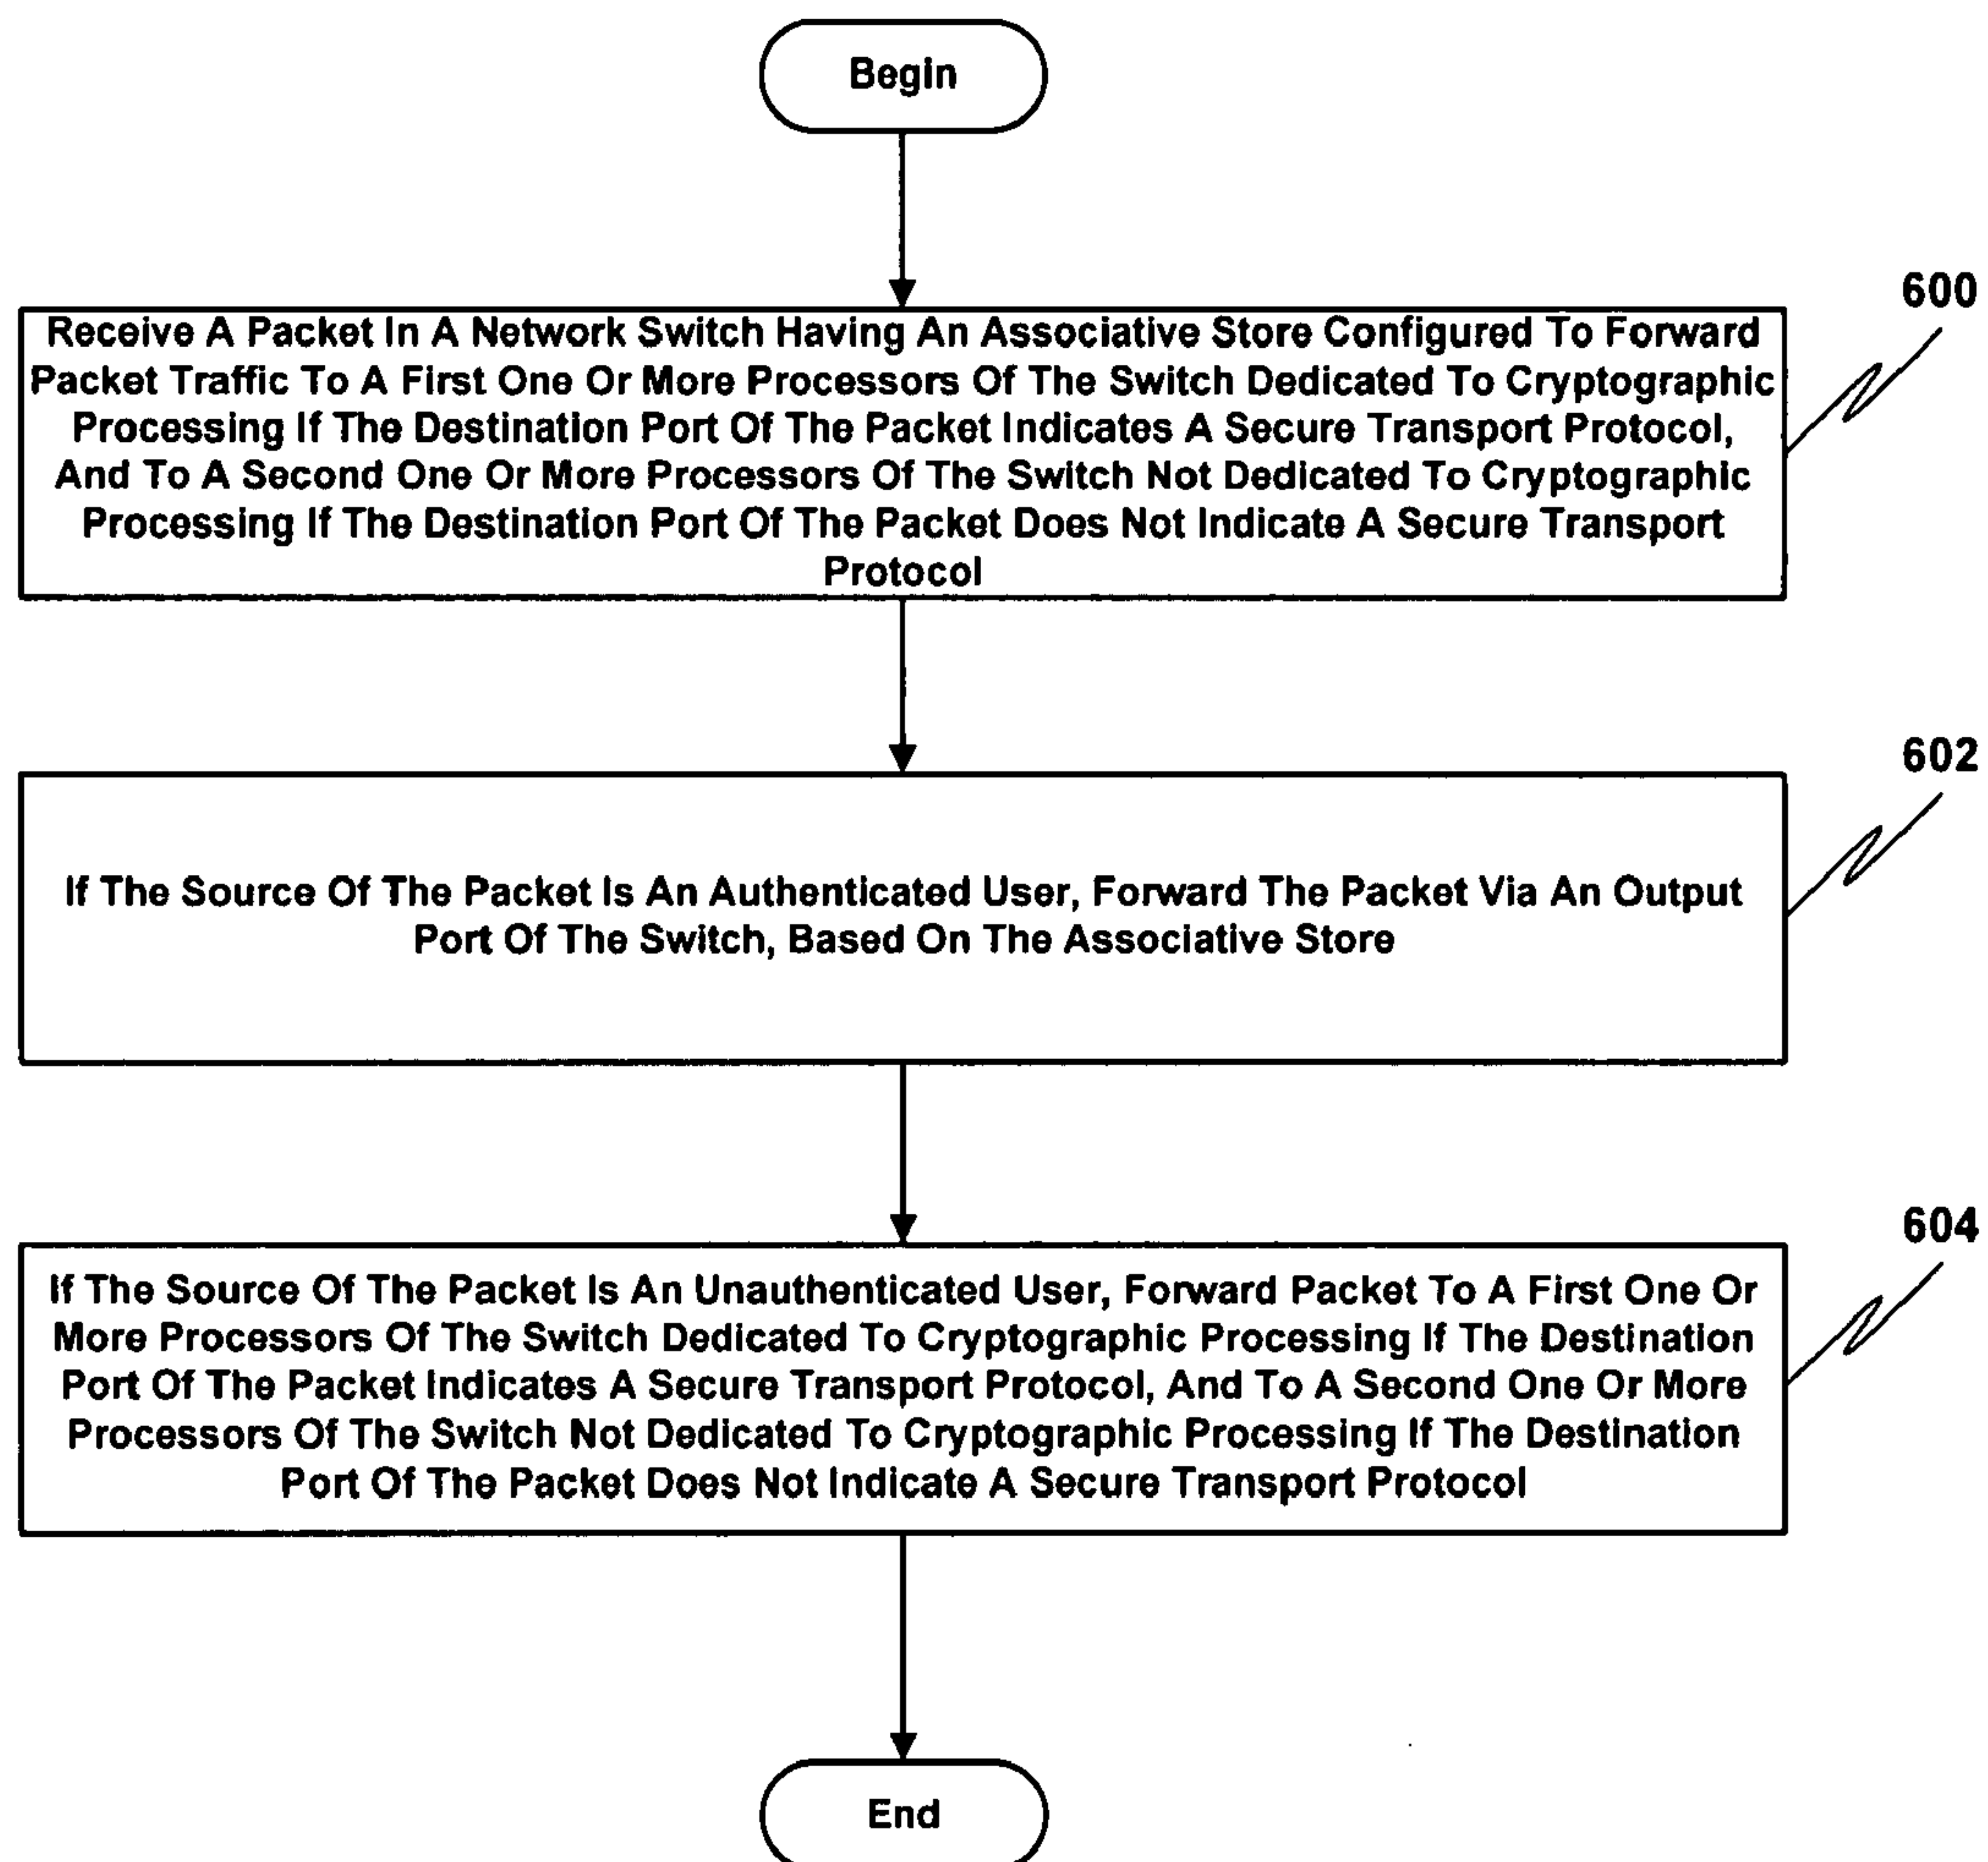 Begin
600
Receive A Packet In A Network Switch Having An Associative Store Configured To Forward
Packet Traffic To A First One Or More Processors Of The Switch Dedicated To Cryptographic
Processing If The Destination Port Of The Packet Indicates A Secure Transport Protocol,
And To A Second One Or More Processors Of The Switch Not Dedicated To Cryptographic
Processing If The Destination Port Of The Packet Does Not Indicate A Secure Transport
Protocol
602
If The Source Of The Packet Is An Authenticated User, Forward The Packet Via An Output
Port Of The Switch, Based On The Associative Store
604
If The Source Of The Packet Is An Unauthenticated User, Forward Packet To A First One Or
More Processors Of The Switch Dedicated To Cryptographic Processing If The Destination
Port Of The Packet Indicates A Secure Transport Protocol, And To A Second One Or More
Processors Of The Switch Not Dedicated To Cryptographic Processing If The Destination
Port Of The Packet Does Not Indicate A Secure Transport Protocol
End